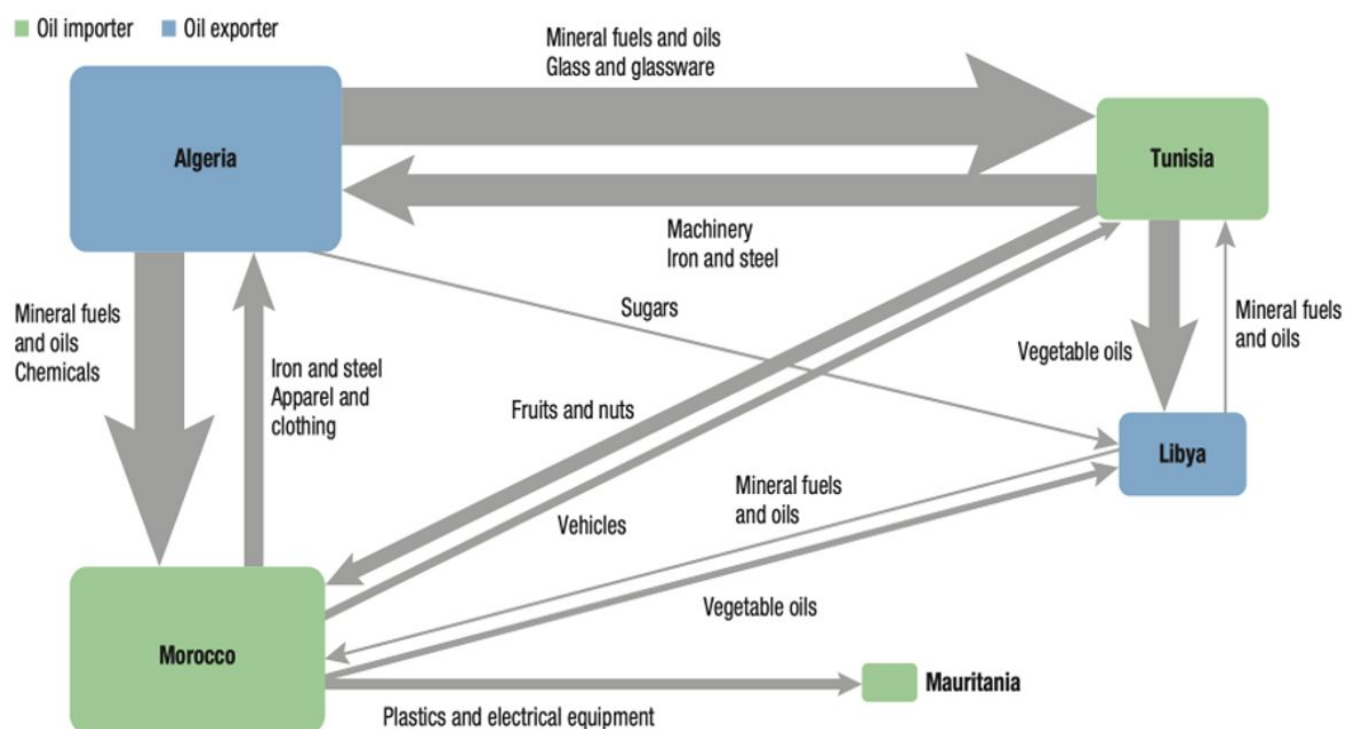 Oil importer
Oil exporter
Mineral fuels and oils
Glass and glassware
Algeria
Tunisia
Machinery
Iron and steel
Sugars
Mineral fuels
and oils
Chemicals
Iron and steel
Apparel and
clothing
Mineral fuels
and oils
Vegetable oils
Fruits and nuts
Libya
Mineral fuels
and oils
Vehicles
Vegetable oils
Morocco
Mauritania
Plastics and electrical equipment